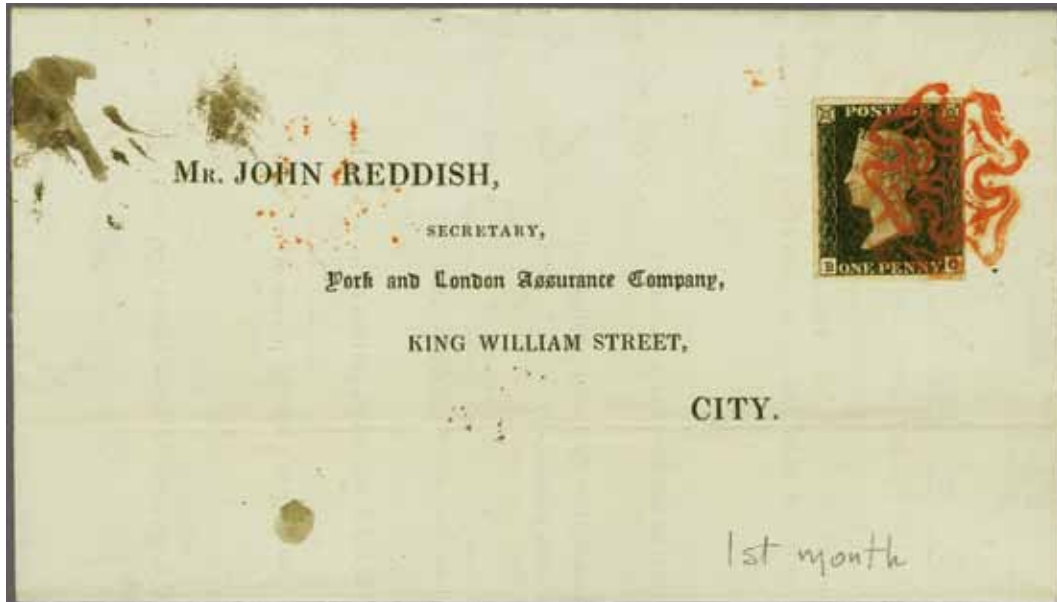 POSTAGE
B ONE PENNY G
MR. JOHN REDDISH,
SECRETARY,
York and London Assurance Company,
KING WILLIAM STREET,
CITY.
1st month